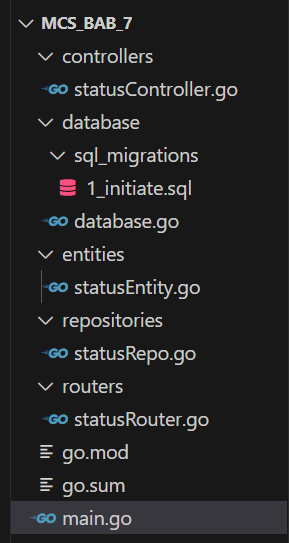 MCS_BAB_7
controllers
GO statusController.go
database
sql_migrations
1_initiate.sql
GO database.go
entities
GO statusEntity.go
repositories
GO statusRepo.go
routers
GO statusRouter.go
go.mod
go.sum
GO main.go